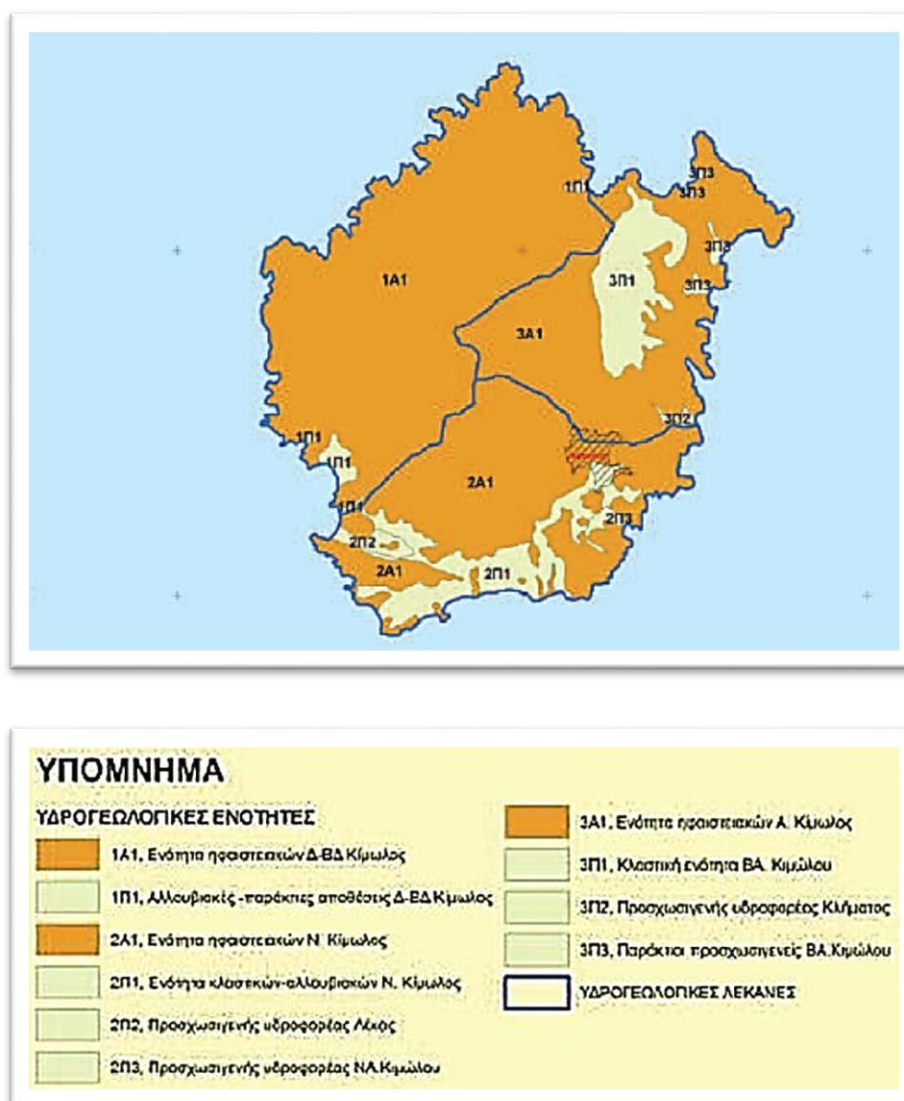 1Π1
3Π3
3Π3
3Π3
1Α1
3Π1
3Π3
3Α1
3Π2
1Π1
1Π1
2Α1
1Π1
2Π3
2Π2
2Α1
2Π1
ΥΠΟΜΝΗΜΑ
ΥΔΡΟΓΕΩΛΟΓΙΚΕΣ ΕΝΟΤΗΤΕΣ
1Α1, Ενότητα ηφαιστειακών Δ-ΒΔ Κίμωλος
1Π1, Αλλουβιακές -παράκτιες αποθέσεις Δ-ΒΔ Κίμωλος
2Α1, Ενότητα ηφαιστειακών Ν. Κίμωλος
2Π1, Ενότητα κλαστικών-αλλουβιακών Ν. Κίμωλος
2Π2, Προσχωσιγενής υδροφορέας
2Π3, Προσχωσιγενής υδροφορέας ΝΑ.Κιμώλου
3Α1, Ενότητα ηφαιστειακών Α. Κίμωλος
3Π1, Κλαστική ενότητα ΒΑ. Κιμώλου
3Π2, Προσχωσιγενής υδροφορέας Κλήματος
3Π3, Παράκτιοι προσχωσιγενείς ΒΑ.Κιμώλου
ΥΔΡΟΓΕΩΛΟΓΙΚΕΣ ΛΕΚΑΝΕΣ